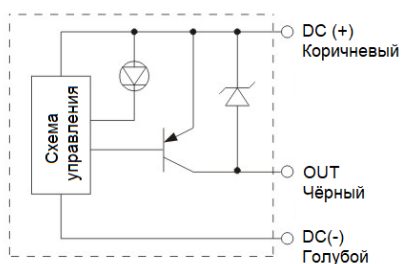 DC (+)
Коричневый
Схема
управления
OUT
Чёрный
DC(-)
Голубой